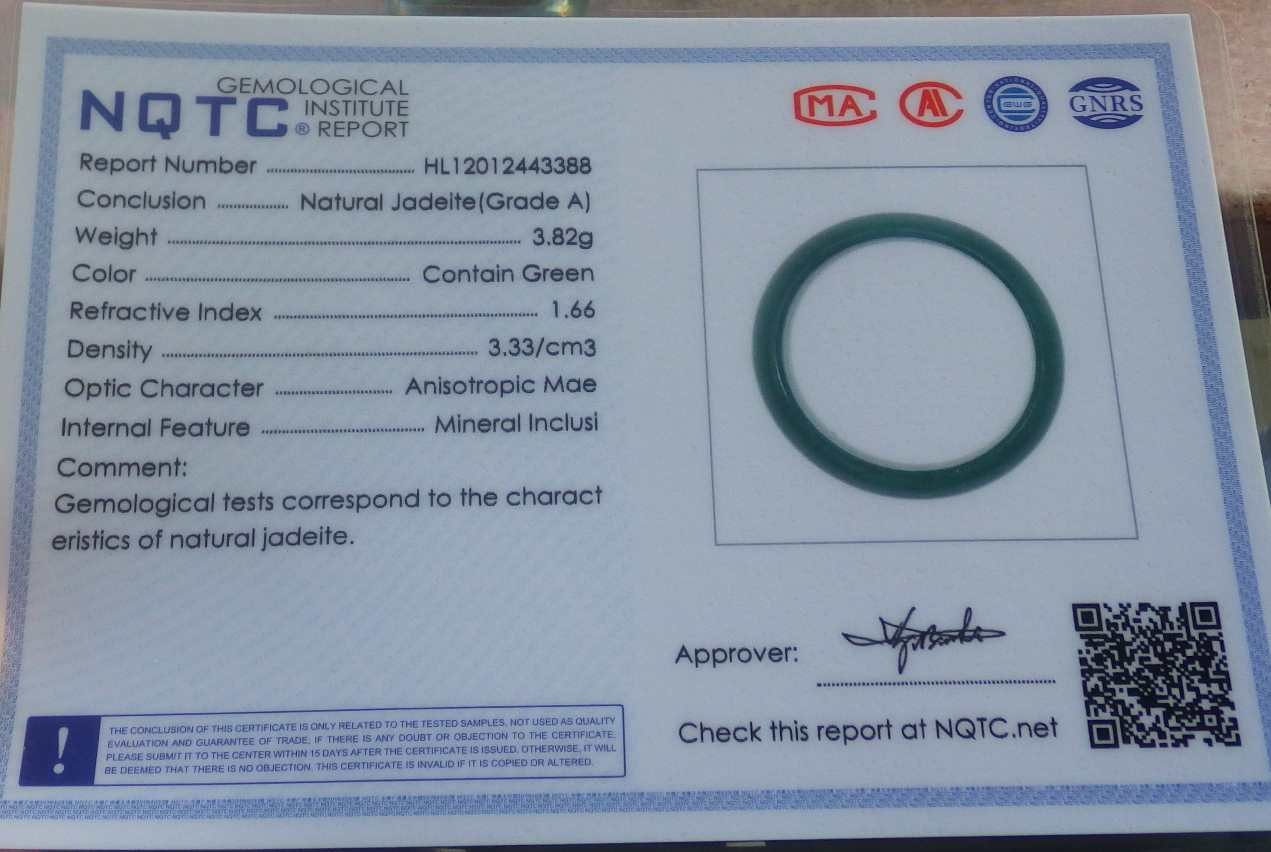 GEMOLOGICAL
NQTC® INSTITUTE
REPORT
MA
AL
GWG
GNRS
Report Number ........................ HL12012443388
Conclusion ................ Natural Jadeite(Grade A)
Weight ........................ 3.82g
Color ........................ Contain Green
Refractive Index ........................ 1.66
Density ........................ 3.33/cm3
Optic Character ........................ Anisotropic Mae
Internal Feature ........................ Mineral Inclusi
Comment:
Gemological tests correspond to the charact
eristics of natural jadeite.
Approver:
Check this report at NQTC.net
!
THE CONCLUSION OF THIS CERTIFICATE IS ONLY RELATED TO THE TESTED SAMPLES, NOT USED AS QUALITY
EVALUATION AND GUARANTEE OF TRADE, IF THERE IS ANY DOUBT OR OBJECTION TO THE CERTIFICATE,
PLEASE SUBMIT IT TO THE CENTER WITHIN 15 DAYS AFTER THE CERTIFICATE IS ISSUED. OTHERWISE, IT WILL
BE DEEMED THAT THERE IS NO OBJECTION. THIS CERTIFICATE IS INVALID IF IT IS COPIED OR ALTERED.